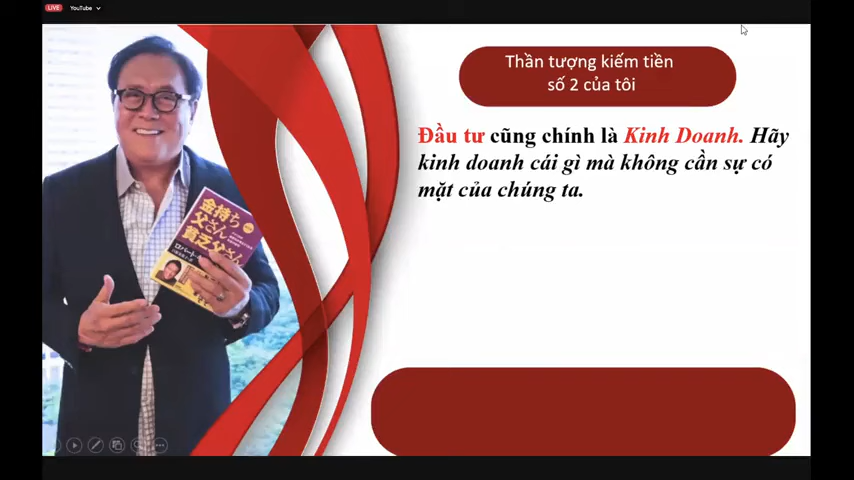 LIVE YouTube
Thần tượng kiếm tiền
số 2 của tôi
Đầu tư cũng chính là Kinh Doanh. Hãy
kinh doanh cái gì mà không cần sự có
mặt của chúng ta.
金持ち
父さん
貧乏父さん